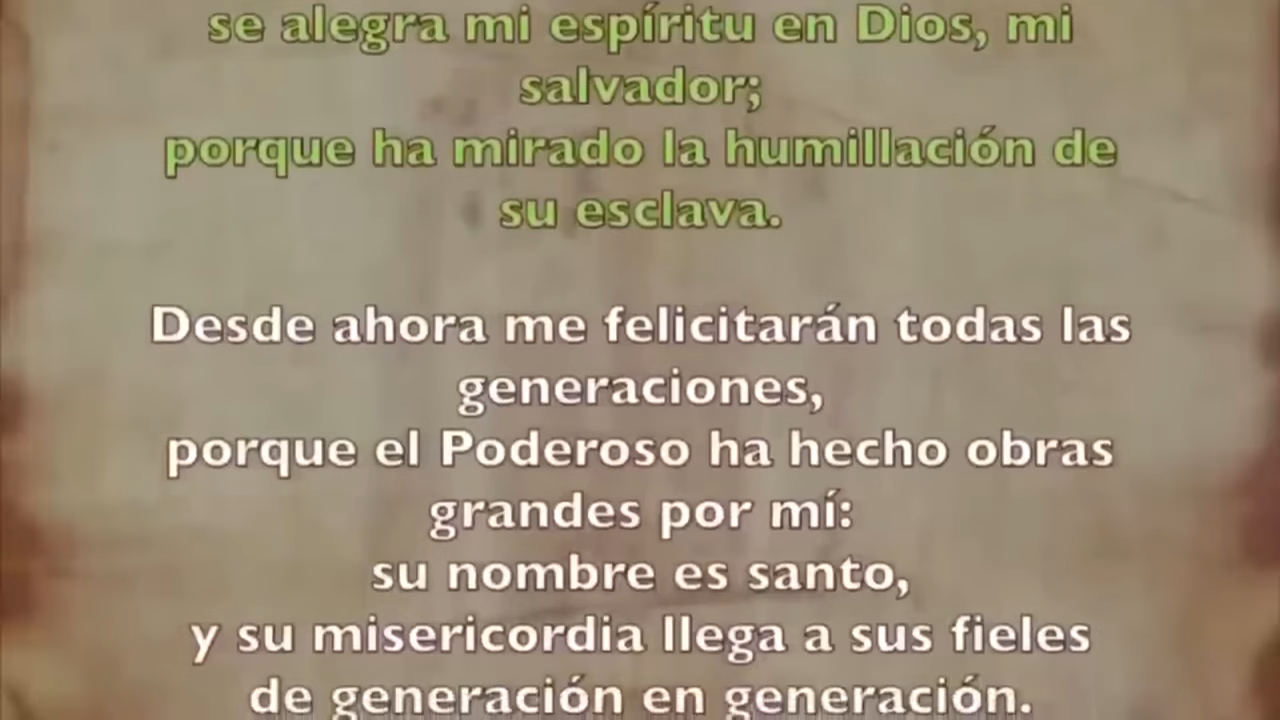 se alegra mi espíritu en Dios, mi
salvador;
porque ha mirado la humillación de
su esclava.
Desde ahora me felicitarán todas las
generaciones,
porque el Poderoso ha hecho obras
grandes por mí:
su nombre es santo,
y su misericordia llega a sus fieles
de generación en generación.